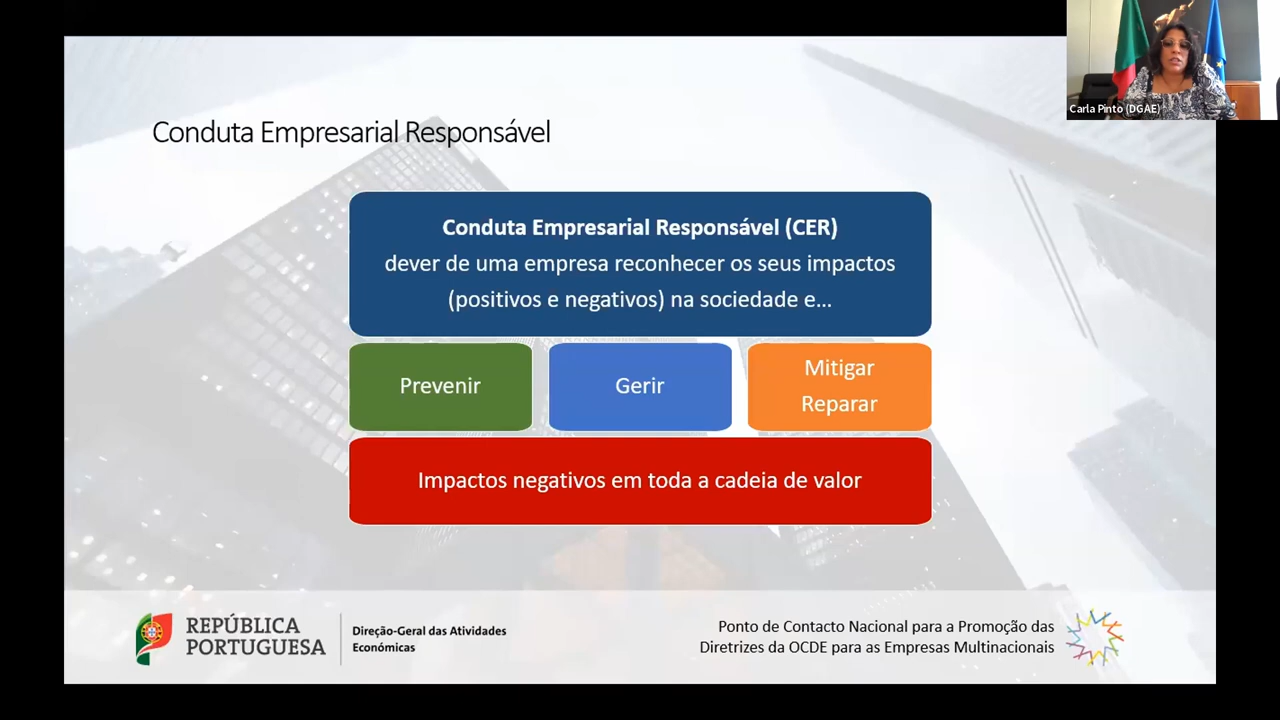 Carla Pinto (DGAE)
Conduta Empresarial Responsável
Conduta Empresarial Responsável (CER)
dever de uma empresa reconhecer os seus impactos
(positivos e negativos) na sociedade e...
Prevenir
Gerir
Mitigar
Reparar
Impactos negativos em toda a cadeia de valor
REPÚBLICA
PORTUGUESA
Direção-Geral das Atividades
Económicas
Ponto de Contacto Nacional para a Promoção das
Diretrizes da OCDE para as Empresas Multinacionais